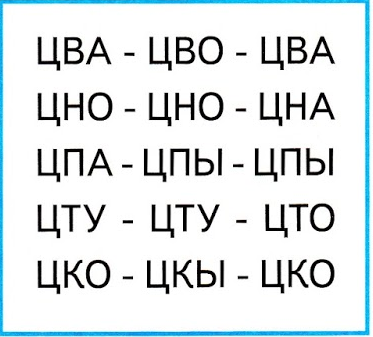 ЦВА - ЦВО - ЦВА
ЦНО - ЦНО - ЦНА
ЦПА - ЦПЫ - ЦПЫ
ЦТУ - ЦТУ - ЦТО
ЦКО - ЦКЫ - ЦКО